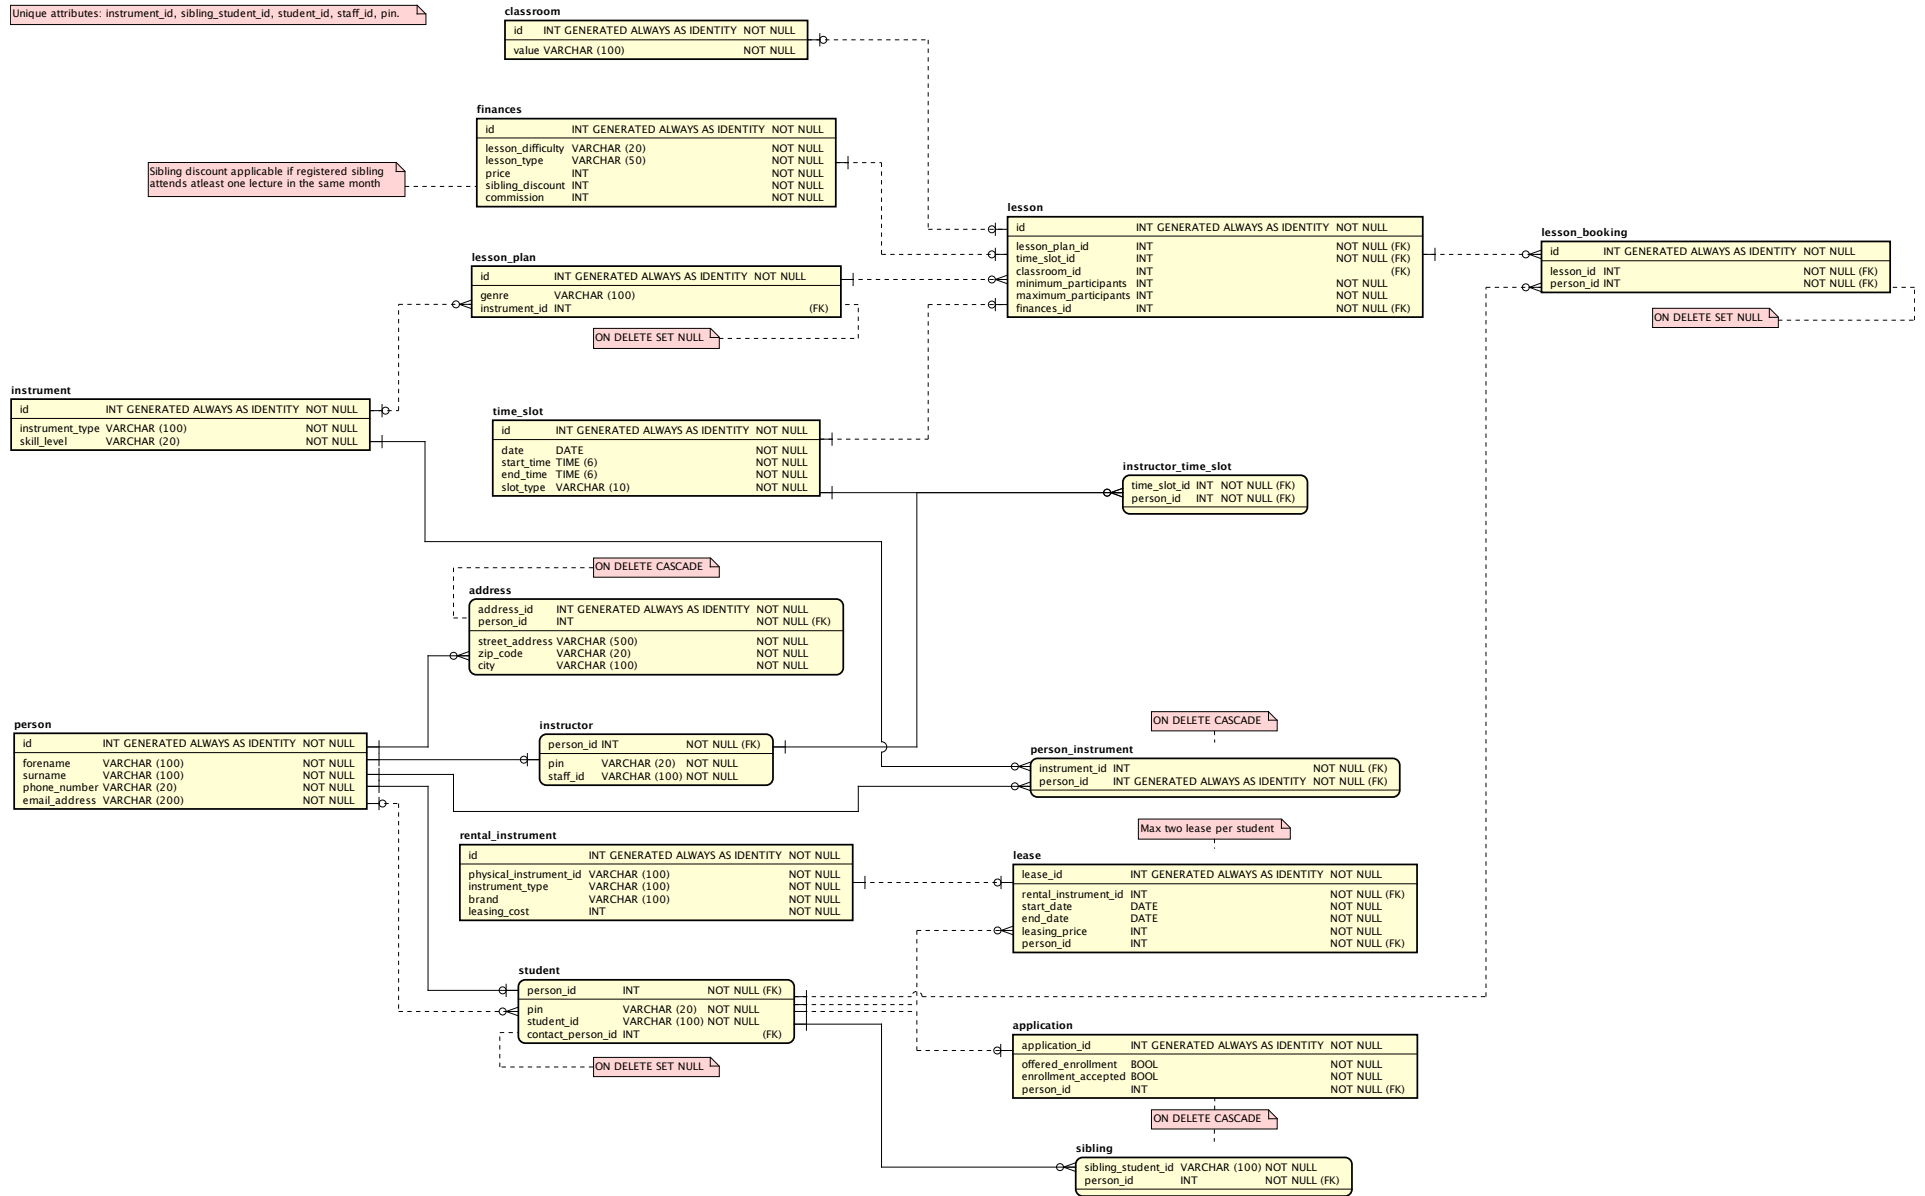 Unique attributes: instrument_id, sibling_student_id, student_id, staff_id, pin.
classroom
id INT GENERATED ALWAYS AS IDENTITY NOT NULL
value VARCHAR (100) NOT NULL
finances
id INT GENERATED ALWAYS AS IDENTITY NOT NULL
lesson_difficulty VARCHAR (20) NOT NULL
lesson_type VARCHAR (50) NOT NULL
price INT NOT NULL
sibling_discount INT NOT NULL
commission INT NOT NULL
Sibling discount applicable if registered sibling
attends atleast one lecture in the same month
lesson
id INT GENERATED ALWAYS AS IDENTITY NOT NULL
lesson_plan_id INT NOT NULL (FK)
time_slot_id INT NOT NULL (FK)
classroom_id INT (FK)
minimum_participants INT NOT NULL
maximum_participants INT NOT NULL
finances_id INT NOT NULL (FK)
lesson_booking
id INT GENERATED ALWAYS AS IDENTITY NOT NULL
lesson_id INT NOT NULL (FK)
person_id INT NOT NULL (FK)
ON DELETE SET NULL
lesson_plan
id INT GENERATED ALWAYS AS IDENTITY NOT NULL
genre VARCHAR (100)
instrument_id INT (FK)
ON DELETE SET NULL
instrument
id INT GENERATED ALWAYS AS IDENTITY NOT NULL
instrument_type VARCHAR (100) NOT NULL
skill_level VARCHAR (20) NOT NULL
time_slot
id INT GENERATED ALWAYS AS IDENTITY NOT NULL
date DATE NOT NULL
start_time TIME (6) NOT NULL
end_time TIME (6) NOT NULL
slot_type VARCHAR (10) NOT NULL
instructor_time_slot
time_slot_id INT NOT NULL (FK)
person_id INT NOT NULL (FK)
ON DELETE CASCADE
address
address_id INT GENERATED ALWAYS AS IDENTITY NOT NULL
person_id INT NOT NULL (FK)
street_address VARCHAR (500) NOT NULL
zip_code VARCHAR (20) NOT NULL
city VARCHAR (100) NOT NULL
person
id INT GENERATED ALWAYS AS IDENTITY NOT NULL
forename VARCHAR (100) NOT NULL
surname VARCHAR (100) NOT NULL
phone_number VARCHAR (20) NOT NULL
email_address VARCHAR (200) NOT NULL
instructor
person_id INT NOT NULL (FK)
pin VARCHAR (20) NOT NULL
staff_id VARCHAR (100) NOT NULL
ON DELETE CASCADE
person_instrument
instrument_id INT NOT NULL (FK)
person_id INT GENERATED ALWAYS AS IDENTITY NOT NULL (FK)
rental_instrument
id INT GENERATED ALWAYS AS IDENTITY NOT NULL
physical_instrument_id VARCHAR (100) NOT NULL
instrument_type VARCHAR (100) NOT NULL
brand VARCHAR (100) NOT NULL
leasing_cost INT NOT NULL
Max two lease per student
lease
lease_id INT GENERATED ALWAYS AS IDENTITY NOT NULL
rental_instrument_id INT NOT NULL (FK)
start_date DATE NOT NULL
end_date DATE NOT NULL
leasing_price INT NOT NULL
person_id INT NOT NULL (FK)
student
person_id INT NOT NULL (FK)
pin VARCHAR (20) NOT NULL
student_id VARCHAR (100) NOT NULL
contact_person_id INT (FK)
ON DELETE SET NULL
application
application_id INT GENERATED ALWAYS AS IDENTITY NOT NULL
offered_enrollment BOOL NOT NULL
enrollment_accepted BOOL NOT NULL
person_id INT NOT NULL (FK)
ON DELETE CASCADE
sibling
sibling_student_id VARCHAR (100) NOT NULL
person_id INT NOT NULL (FK)